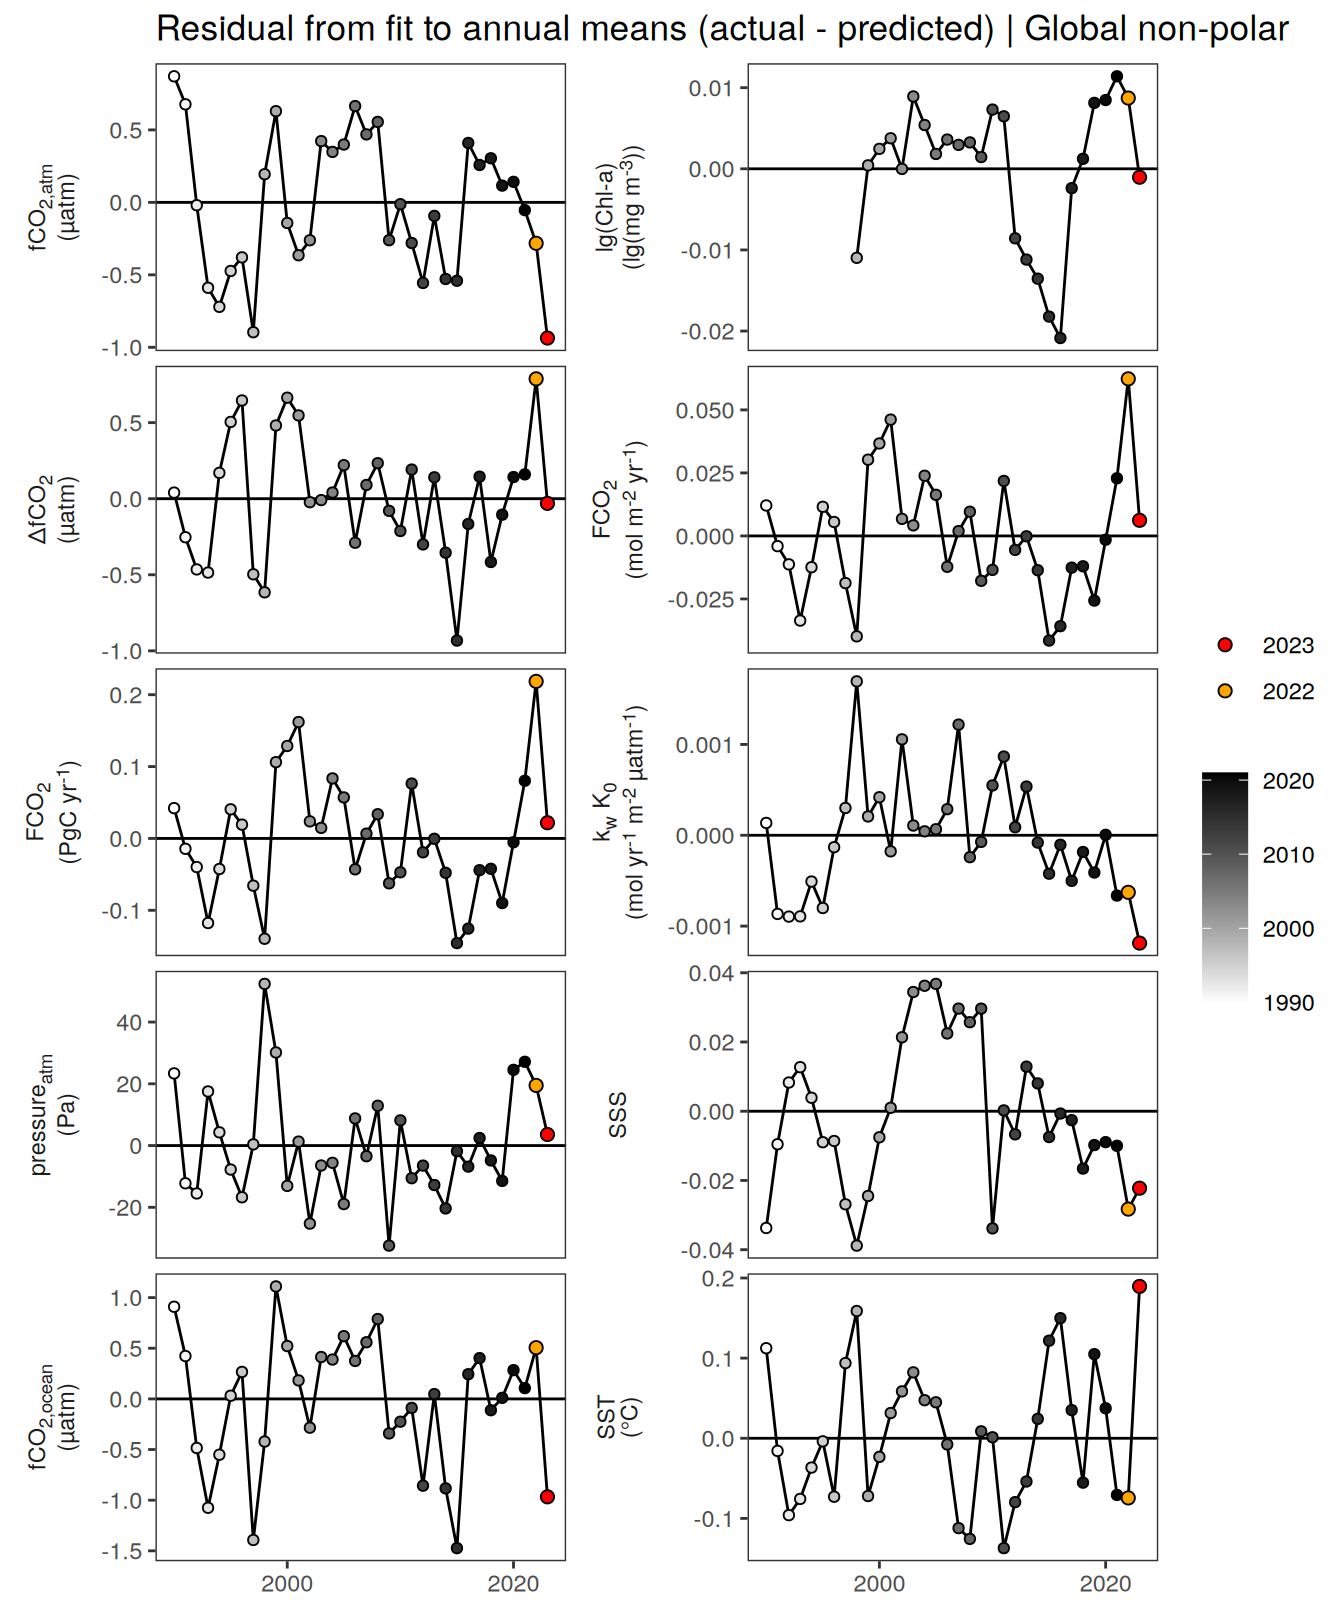 Residual from fit to annual means (actual - predicted) | Global non-polar
fCO2,atm
(µatm)
0.5
0.0
-0.5
-1.0
lg(Chl-a)
(lg(mg m-3))
0.01
0.00
-0.01
-0.02
ΔfCO2
(µatm)
0.5
0.0
-0.5
-1.0
FCO2
(mol m-2 yr-1)
0.050
0.025
0.000
-0.025
FCO2
(PgC yr-1)
0.2
0.1
0.0
-0.1
kw K0
(mol yr-1 m-2 µatm-1)
0.001
0.000
-0.001
pressureatm
(Pa)
40
20
0
-20
SSS
0.04
0.02
0.00
-0.02
-0.04
fCO2,ocean
(µatm)
1.0
0.5
0.0
-0.5
-1.0
-1.5
2000
2020
SST
(°C)
0.2
0.1
0.0
-0.1
2000
2020
2023
2022
2020
2010
2000
1990